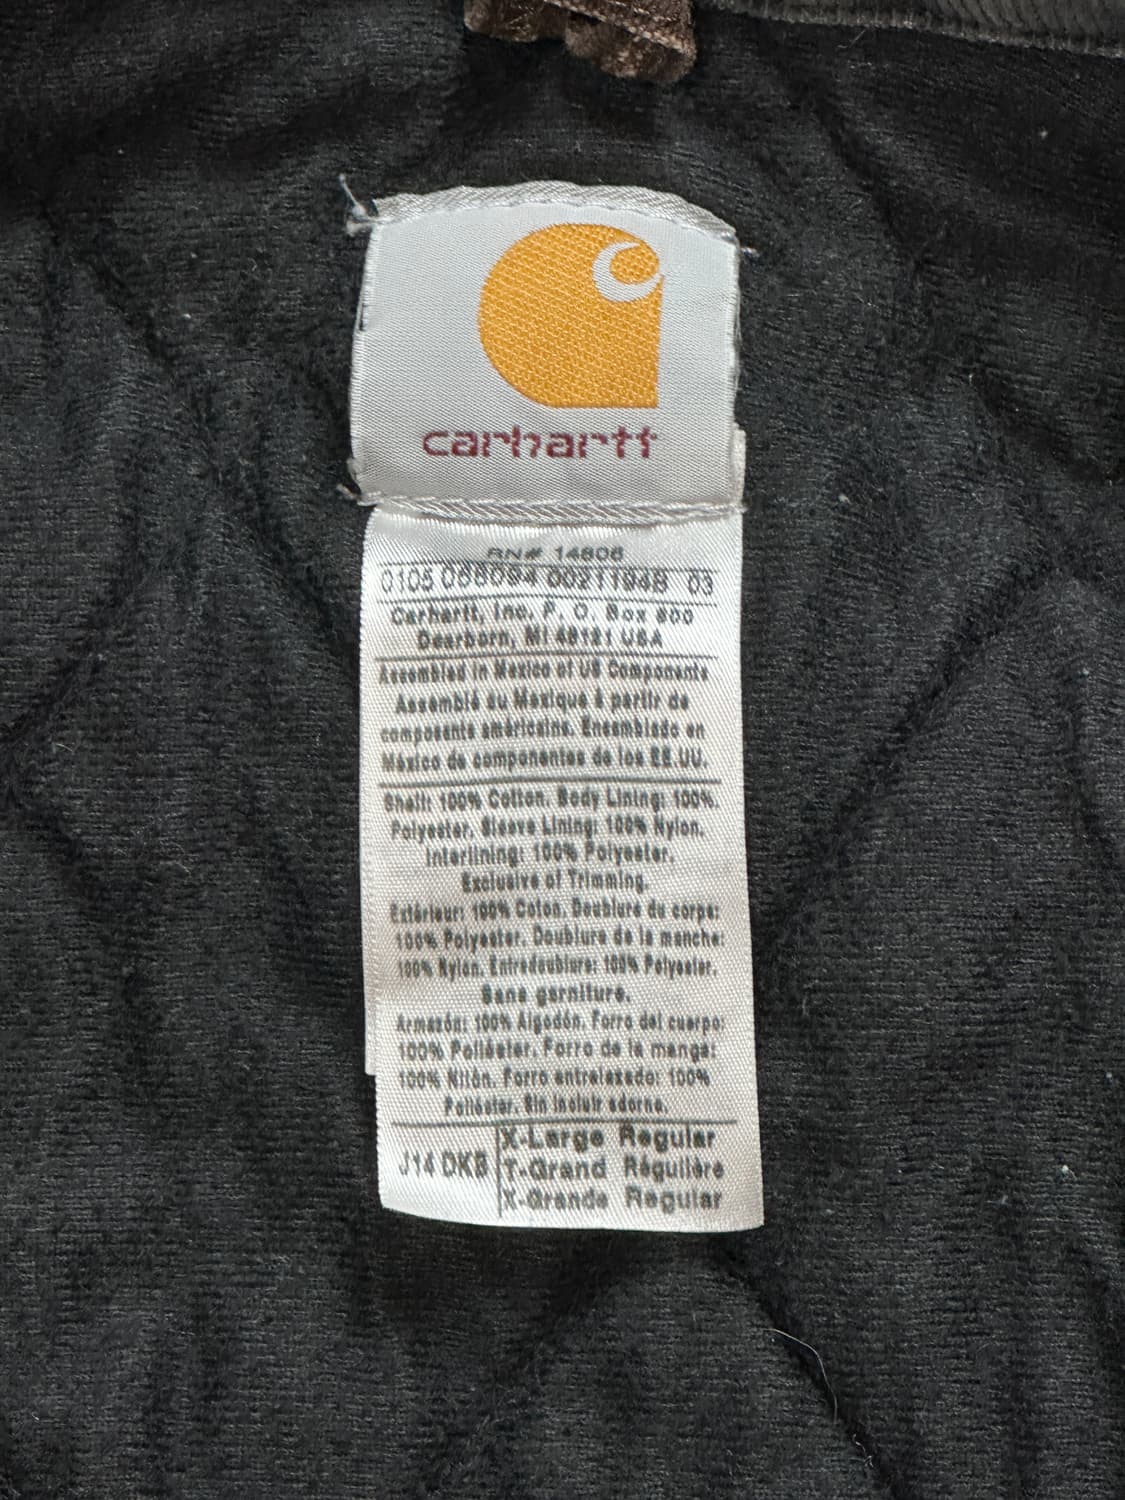 carhartt
RN# 14806
0105 066094 00211948 03
Carhartt, Inc. P. O. Box 600
Dearborn, MI 48121 USA
Assembled in Mexico of US Components
Assemblé au Mexique à partir de
composants américains. Ensamblado en
México de componentes de los EE.UU.
Shell: 100% Cotton. Body Lining: 100%.
Polyester. Sleeve Lining: 100% Nylon.
Interlining: 100% Polyester.
Exclusive of Trimming.
Extérieur: 100% Coton. Doublure du corps:
100% Polyester. Doublure de la manche:
100% Nylon. Entredoublure: 100% Polyester.
Sans garniture.
Armazón: 100% Algodón. Forro del cuerpo:
100% Poliéster. Forro de la manga:
100% Nilón. Forro entrelazado: 100%
Poliéster. Sin incluir adorno.
J14 DKB
X-Large Regular
T-Grand Régulière
X-Grande Regular